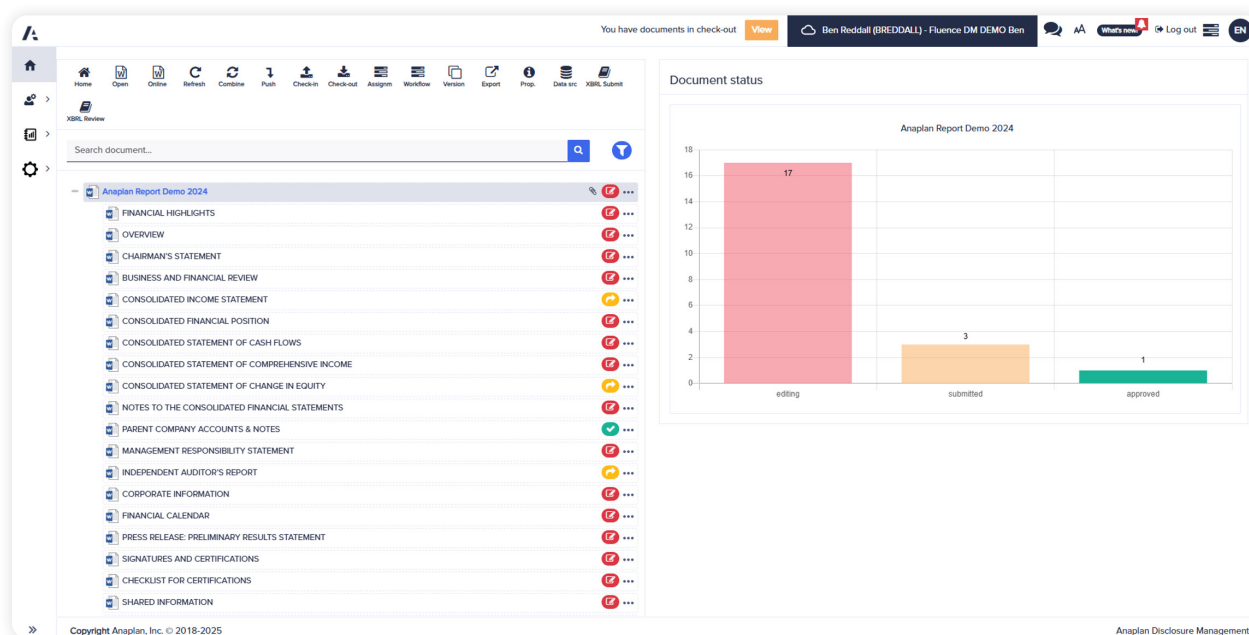 You have documents in check-out View Ben Reddall (BREDDALL) - Fluence DM DEMO Ben AA What's new Log out EN
Home Open Online Refresh Combine Push Check-in Check-out Assignm Workflow Version Export Prop. Data src XBRL Submit
XBRL Review
Search document...
Anaplan Report Demo 2024
FINANCIAL HIGHLIGHTS
OVERVIEW
CHAIRMAN'S STATEMENT
BUSINESS AND FINANCIAL REVIEW
CONSOLIDATED INCOME STATEMENT
CONSOLIDATED FINANCIAL POSITION
CONSOLIDATED STATEMENT OF CASH FLOWS
CONSOLIDATED STATEMENT OF COMPREHENSIVE INCOME
CONSOLIDATED STATEMENT OF CHANGE IN EQUITY
NOTES TO THE CONSOLIDATED FINANCIAL STATEMENTS
PARENT COMPANY ACCOUNTS & NOTES
MANAGEMENT RESPONSIBILITY STATEMENT
INDEPENDENT AUDITOR'S REPORT
CORPORATE INFORMATION
FINANCIAL CALENDAR
PRESS RELEASE: PRELIMINARY RESULTS STATEMENT
SIGNATURES AND CERTIFICATIONS
CHECKLIST FOR CERTIFICATIONS
SHARED INFORMATION
Document status
Anaplan Report Demo 2024
18
16
14
12
10
8
6
4
2
0
17
3
1
editing submitted approved
Copyright Anaplan, Inc. © 2018-2025
Anaplan Disclosure Management